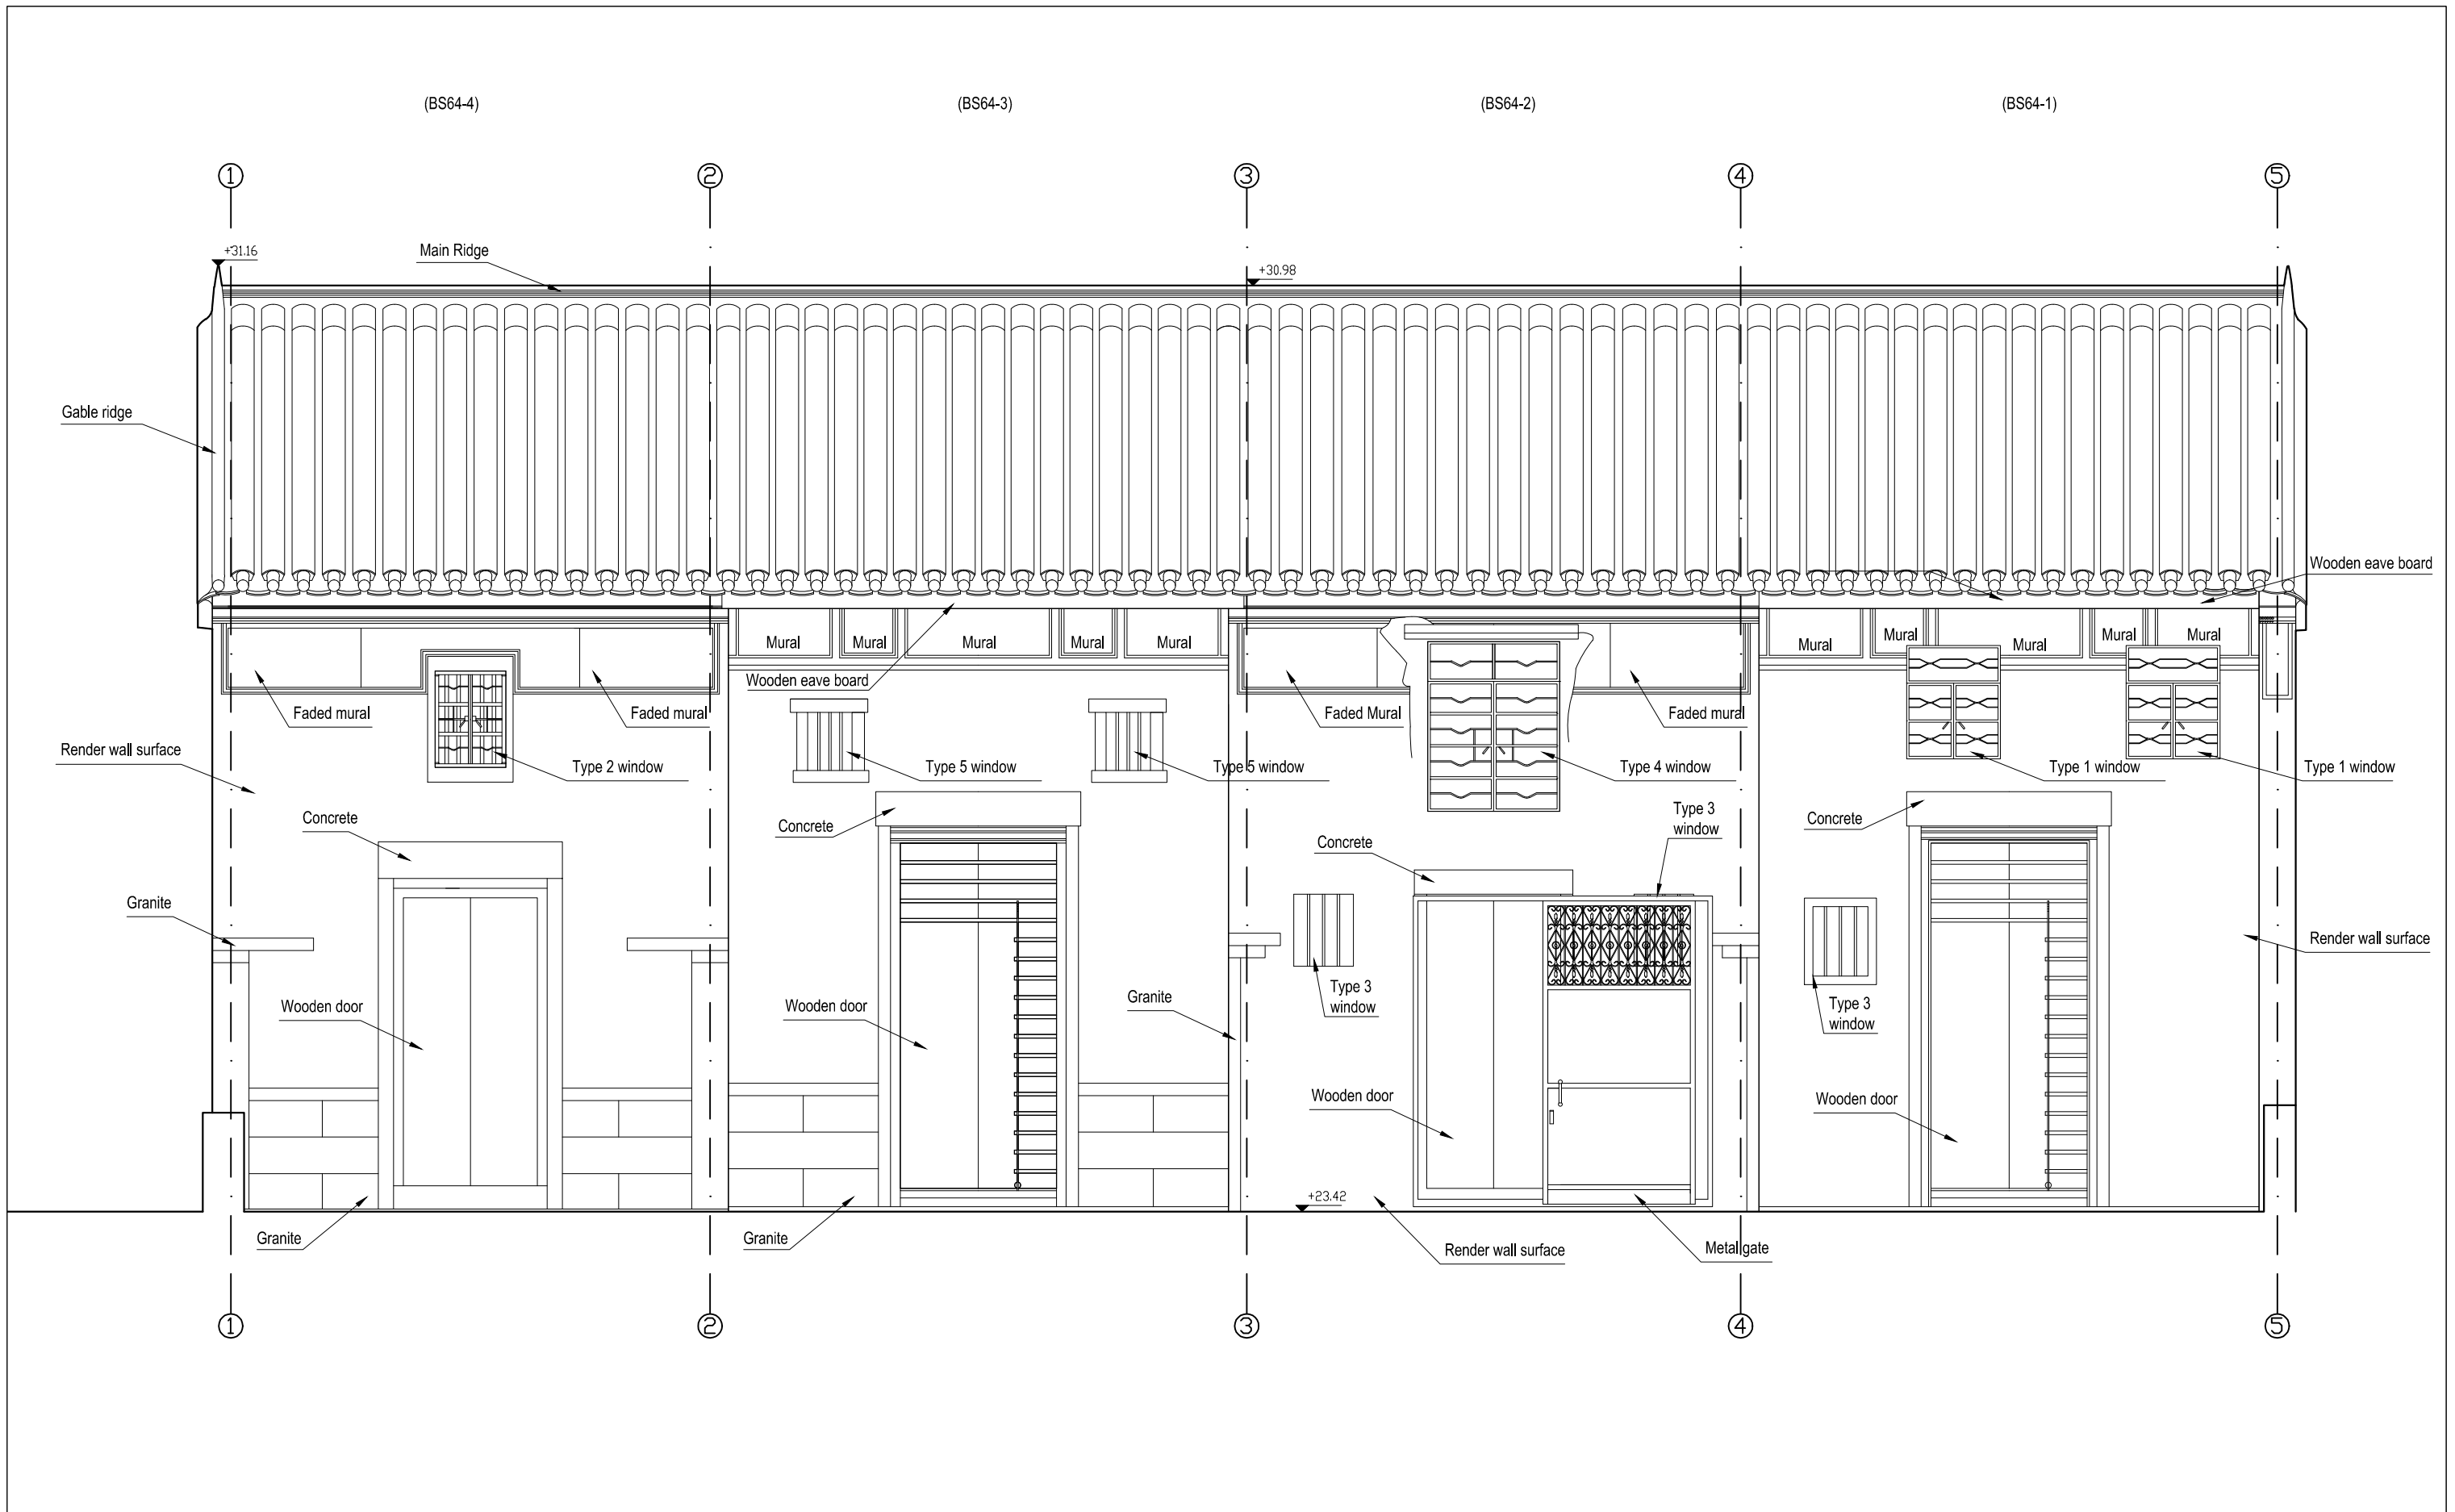 (BS64-4)
(BS64-3)
(BS64-2)
(BS64-1)
1
2
3
4
5
+31.16
Main Ridge
+30.98
Gable ridge
Wooden eave board
Mural
Mural
Mural
Mural
Mural
Mural
Mural
Mural
Mural
Mural
Wooden eave board
Faded mural
Faded mural
Faded Mural
Faded mural
Render wall surface
Type 2 window
Type 5 window
Type 5 window
Type 4 window
Type 1 window
Type 1 window
Concrete
Concrete
Concrete
Type 3
window
Concrete
Granite
Render wall surface
Wooden door
Wooden door
Granite
Type 3
window
Type 3
window
Wooden door
Wooden door
+23.42
Granite
Granite
Render wall surface
Metal gate
1
2
3
4
5